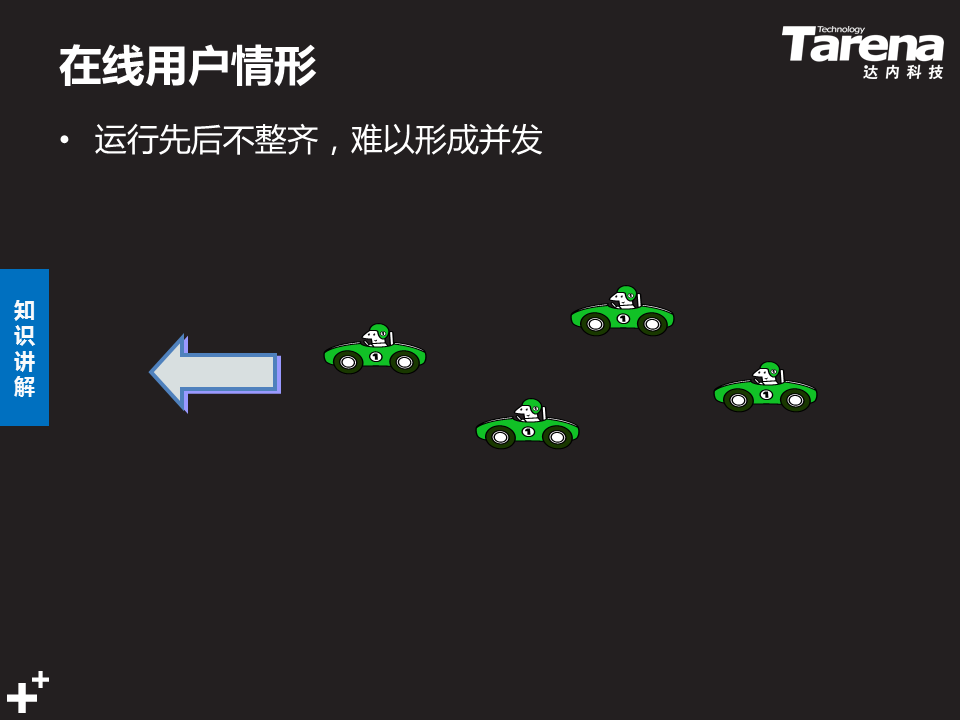 在线用户情形
Technology
Tarena
达内科技
• 运行先后不整齐，难以形成并发
知识讲解
1
1
1
1